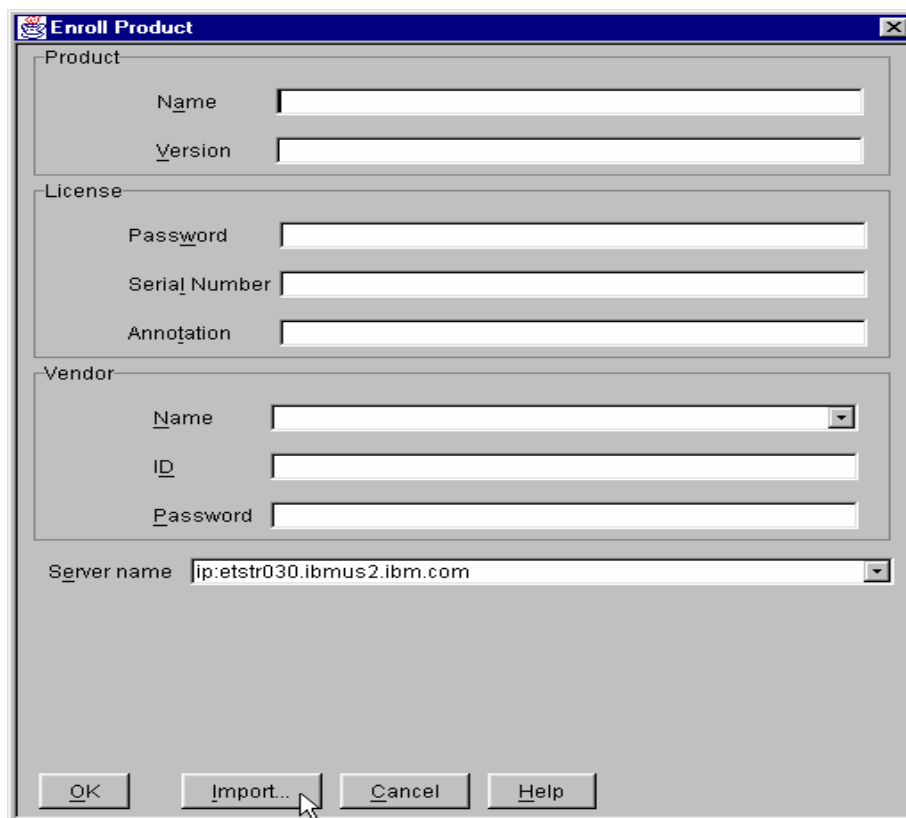 Enroll Product
Product
Name
Version
License
Password
Serial Number
Annotation
Vendor
Name
ID
Password
Server name ip:etstr030.ibmus2.ibm.com
OK Import... Cancel Help